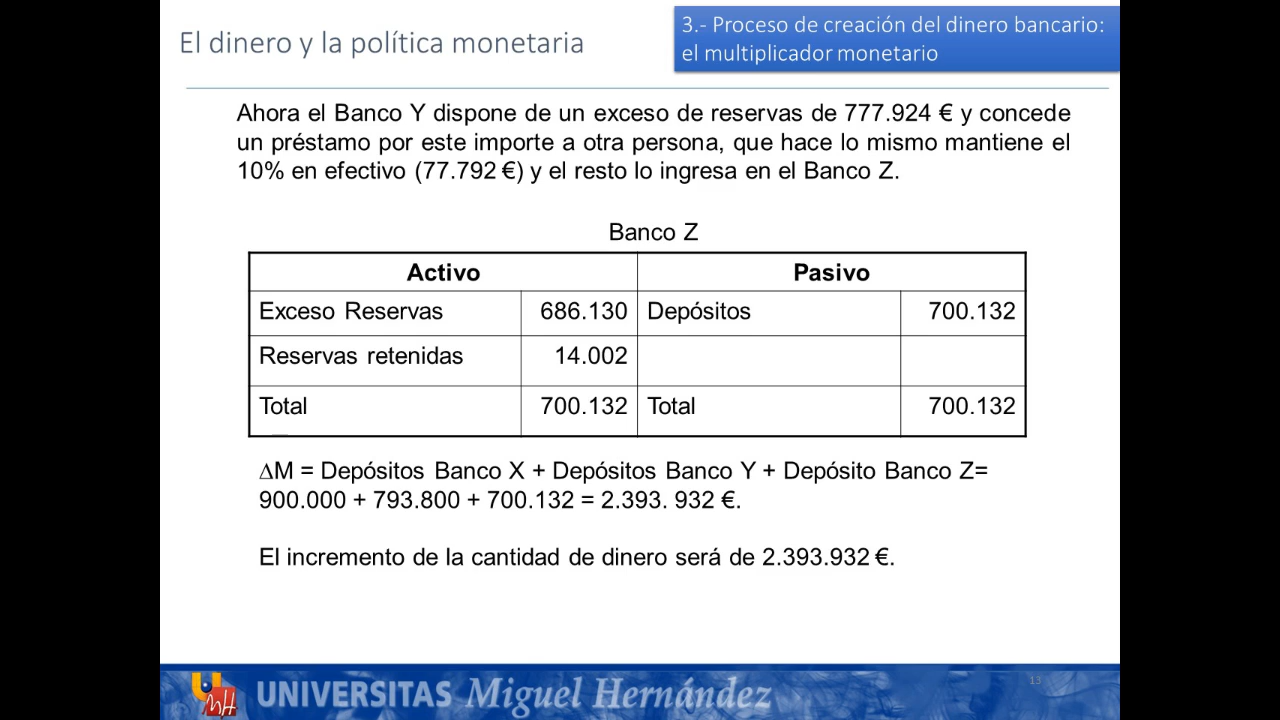 El dinero y la política monetaria
3.- Proceso de creación del dinero bancario:
el multiplicador monetario
Ahora el Banco Y dispone de un exceso de reservas de 777.924 € y concede
un préstamo por este importe a otra persona, que hace lo mismo mantiene el
10% en efectivo (77.792 €) y el resto lo ingresa en el Banco Z.
Banco Z
Activo Pasivo
Exceso Reservas 686.130 Depósitos 700.132
Reservas retenidas 14.002
Total 700.132 Total 700.132
∆M = Depósitos Banco X + Depósitos Banco Y + Depósito Banco Z=
900.000 + 793.800 + 700.132 = 2.393. 932 €.
El incremento de la cantidad de dinero será de 2.393.932 €.
13
UNIVERSITAS Miguel Hernández